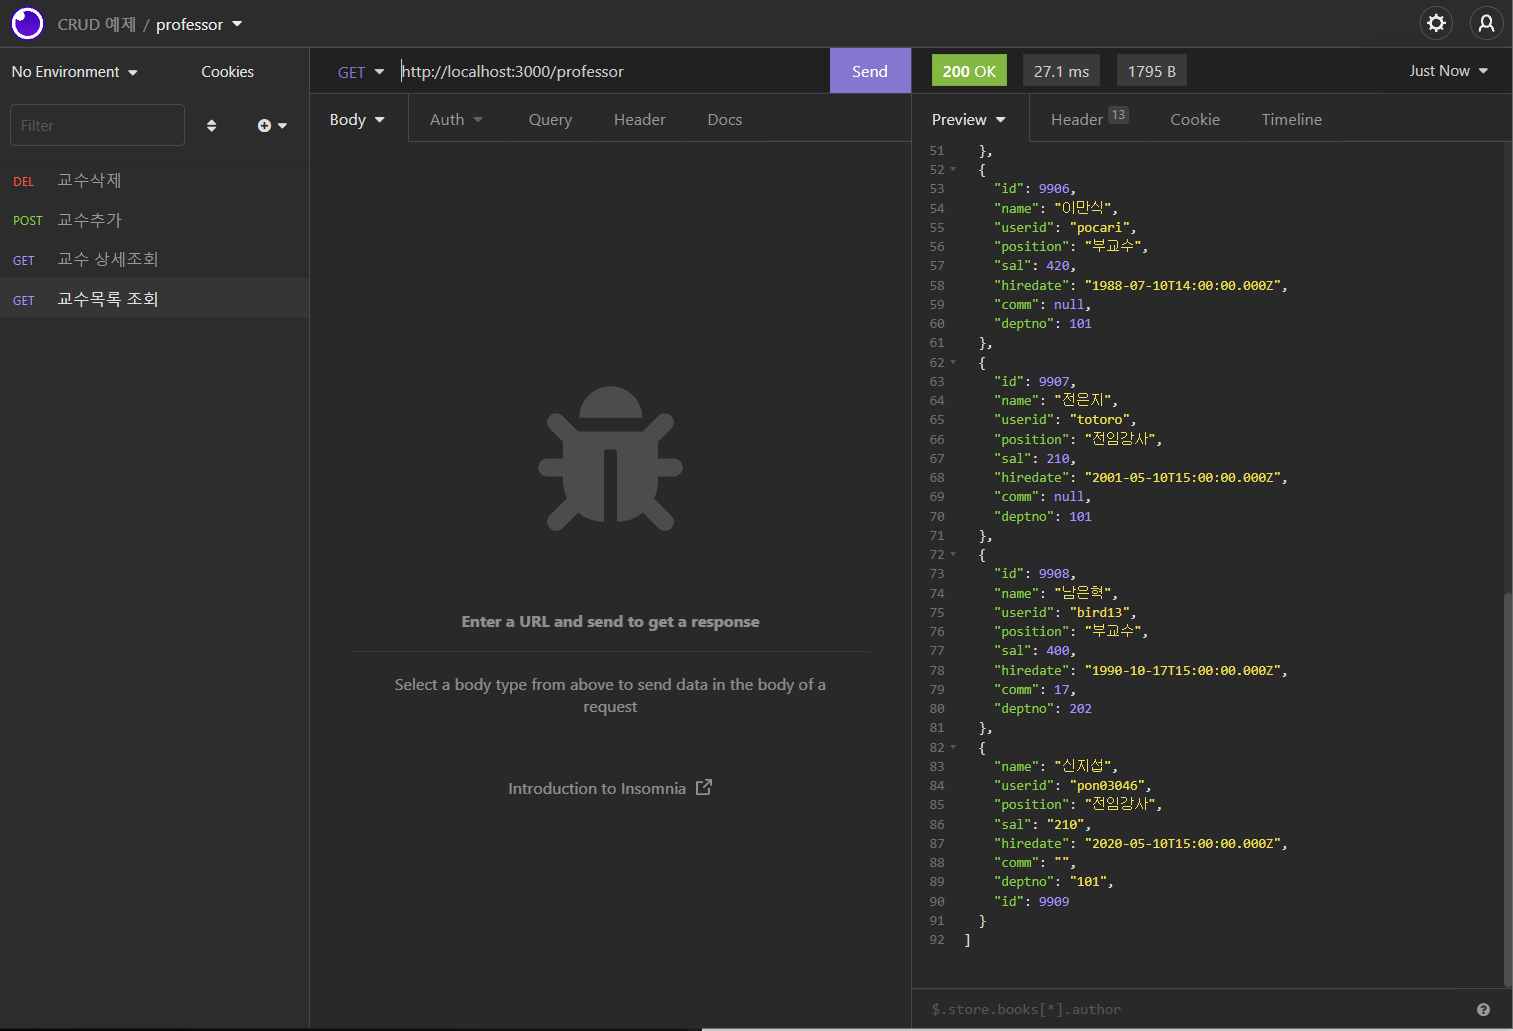 CRUD 예제 / professor
No Environment
Cookies
Filter
DEL 교수삭제
POST 교수추가
GET 교수 상세조회
GET 교수목록 조회
GET http://localhost:3000/professor
Send
Body
Auth
Query
Header
Docs
Enter a URL and send to get a response
Select a body type from above to send data in the body of a
request
Introduction to Insomnia
200 OK
27.1 ms
1795 B
Just Now
Preview
Header 13
Cookie
Timeline
51 },
52 {
53 "id": 9906,
54 "name": "이만식",
55 "userid": "pocari",
56 "position": "부교수",
57 "sal": 420,
58 "hiredate": "1988-07-10T14:00:00.000Z",
59 "comm": null,
60 "deptno": 101
61 },
62 {
63 "id": 9907,
64 "name": "전은지",
65 "userid": "totoro",
66 "position": "전임강사",
67 "sal": 210,
68 "hiredate": "2001-05-10T15:00:00.000Z",
69 "comm": null,
70 "deptno": 101
71 },
72 {
73 "id": 9908,
74 "name": "남은혁",
75 "userid": "bird13",
76 "position": "부교수",
77 "sal": 400,
78 "hiredate": "1990-10-17T15:00:00.000Z",
79 "comm": 17,
80 "deptno": 202
81 },
82 {
83 "name": "신지섭",
84 "userid": "pon03046",
85 "position": "전임강사",
86 "sal": "210",
87 "hiredate": "2020-05-10T15:00:00.000Z",
88 "comm": "",
89 "deptno": "101",
90 "id": 9909
91 }
92 ]
$.store.books[*].author